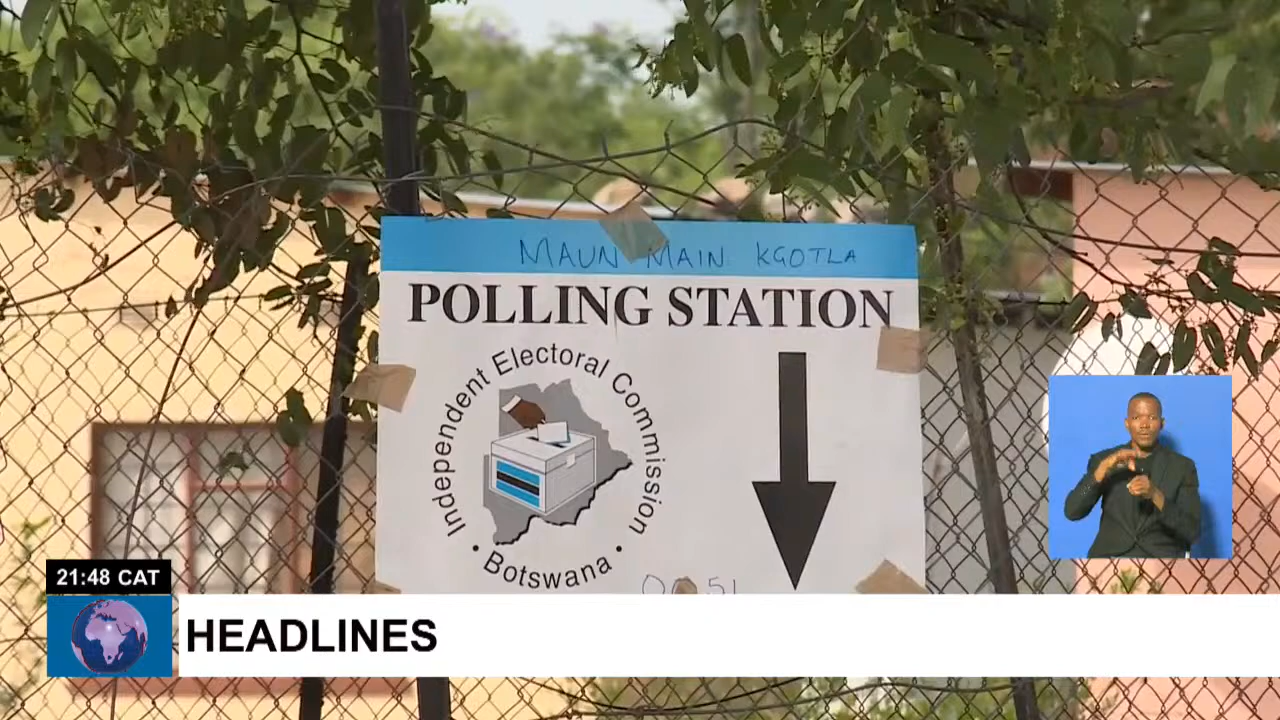 MAUN MAIN KGOTLA
POLLING STATION
Independent Electoral Commission
• Botswana •
21:48 CAT
HEADLINES